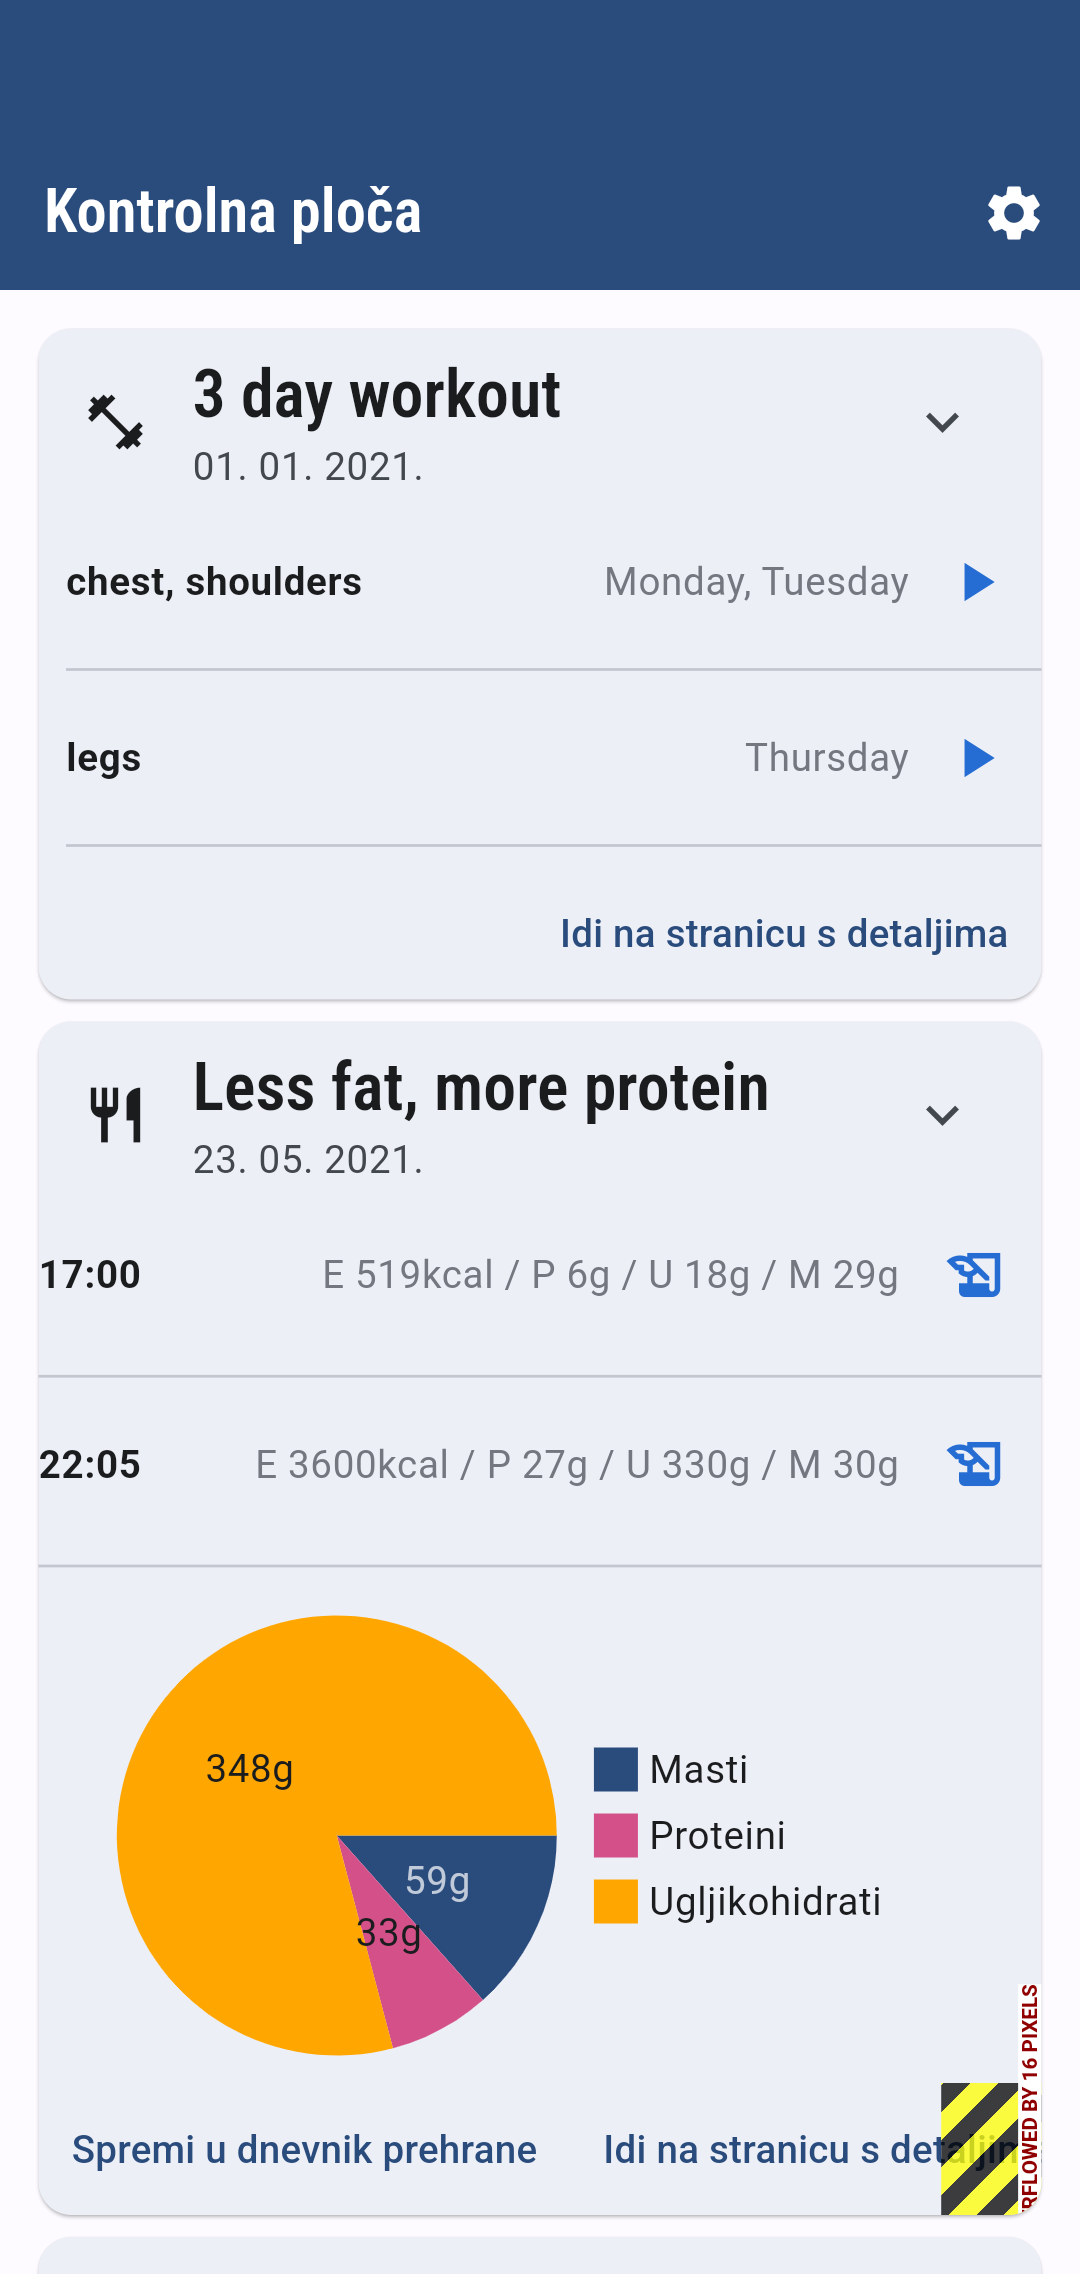 Kontrolna ploča
3 day workout
01. 01. 2021.
chest, shoulders Monday, Tuesday
legs Thursday
Idi na stranicu s detaljima
Less fat, more protein
23. 05. 2021.
17:00 E 519kcal / P 6g / U 18g / M 29g
22:05 E 3600kcal / P 27g / U 330g / M 30g
348g
59g
33g
Masti
Proteini
Ugljikohidrati
RFLOWED BY 16 PIXELS
Spremi u dnevnik prehrane Idi na stranicu s detaljim